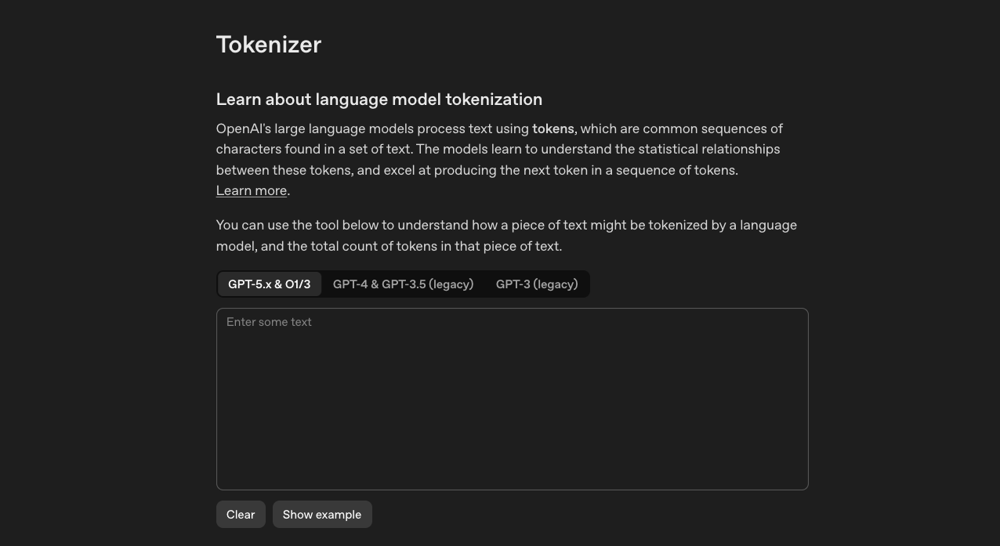 Tokenizer
Learn about language model tokenization
OpenAI's large language models process text using tokens, which are common sequences of
characters found in a set of text. The models learn to understand the statistical relationships
between these tokens, and excel at producing the next token in a sequence of tokens.
Learn more.
You can use the tool below to understand how a piece of text might be tokenized by a language
model, and the total count of tokens in that piece of text.
GPT-5.x & O1/3 GPT-4 & GPT-3.5 (legacy) GPT-3 (legacy)
Enter some text
Clear Show example